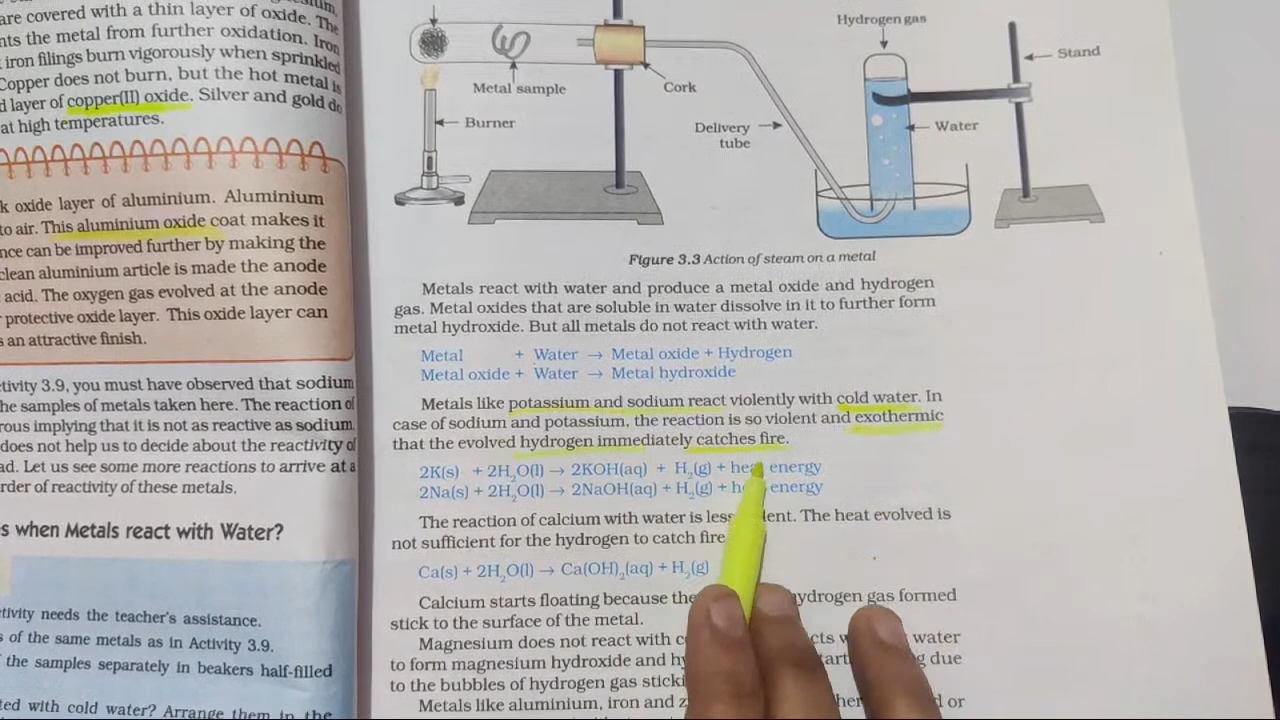 are covered with a thin layer of oxide. The
nts the metal from further oxidation. Iron
iron filings burn vigorously when sprinkled
Copper does not burn, but the hot metal is
d layer of copper(II) oxide. Silver and gold do
at high temperatures.
k oxide layer of aluminium. Aluminium
to air. This aluminium oxide coat makes it
nce can be improved further by making the
clean aluminium article is made the anode
acid. The oxygen gas evolved at the anode
protective oxide layer. This oxide layer can
s an attractive finish.
tivity 3.9, you must have observed that sodium
he samples of metals taken here. The reaction of
rous implying that it is not as reactive as sodium.
does not help us to decide about the reactivity of
ad. Let us see some more reactions to arrive at a
rder of reactivity of these metals.
s when Metals react with Water?
tivity needs the teacher's assistance.
s of the same metals as in Activity 3.9.
the samples separately in beakers half-filled
ted with cold water? Arrange them in the
Hydrogen gas
Stand
Metal sample
Cork
Burner
Delivery
tube
Water
Figure 3.3 Action of steam on a metal
Metals react with water and produce a metal oxide and hydrogen
gas. Metal oxides that are soluble in water dissolve in it to further form
metal hydroxide. But all metals do not react with water.
Metal + Water → Metal oxide + Hydrogen
Metal oxide + Water → Metal hydroxide
Metals like potassium and sodium react violently with cold water. In
case of sodium and potassium, the reaction is so violent and exothermic
that the evolved hydrogen immediately catches fire.
2K(s) + 2H₂O(l) → 2KOH(aq) + H₂(g) + hea energy
2Na(s) + 2H₂O(l) → 2NaOH(aq) + H₂(g) + he energy
The reaction of calcium with water is less lent. The heat evolved is
not sufficient for the hydrogen to catch fire
Ca(s) + 2H₂O(l) → Ca(OH)₂(aq) + H₂(g)
Calcium starts floating because the ydrogen gas formed
stick to the surface of the metal.
Magnesium does not react with c cts w water
to form magnesium hydroxide and hy tart g due
to the bubbles of hydrogen gas sticki
Metals like aluminium, iron and z her d or